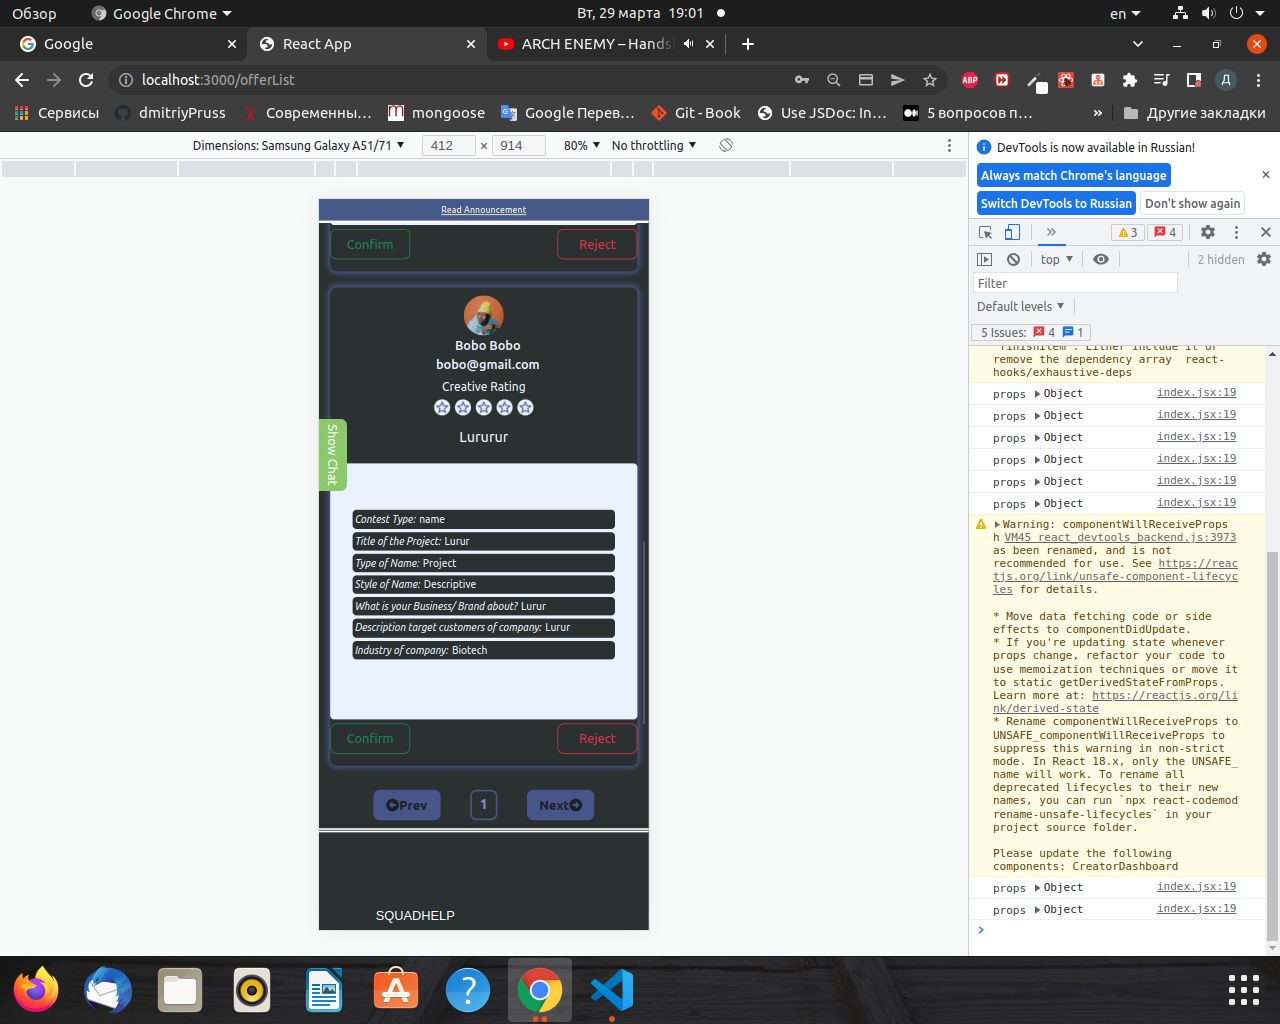 Обзор
Google Chrome
Вт, 29 марта 19:01
en
Google
React App
ARCH ENEMY – Hands
localhost:3000/offerList
ABP
Д
Сервисы
dmitriyPruss
Современны…
mongoose
Google Перев…
Git - Book
Use JSDoc: In…
5 вопросов п…
»
Другие закладки
Dimensions: Samsung Galaxy A51/71
412 × 914
80%
No throttling
Read Announcement
Confirm
Reject
Bobo Bobo
bobo@gmail.com
Creative Rating
Lururur
Show Chat
Contest Type: name
Title of the Project: Lurur
Type of Name: Project
Style of Name: Descriptive
What is your Business/ Brand about? Lurur
Description target customers of company: Lurur
Industry of company: Biotech
Confirm
Reject
Prev
1
Next
SQUADHELP
DevTools is now available in Russian!
Always match Chrome's language
Switch DevTools to Russian
Don't show again
»
3
4
top
2 hidden
Filter
Default levels
5 Issues: 4 1
'finishItem'. Either include it or
remove the dependency array react-
hooks/exhaustive-deps
props Object index.jsx:19
props Object index.jsx:19
props Object index.jsx:19
props Object index.jsx:19
props Object index.jsx:19
props Object index.jsx:19
Warning: componentWillReceiveProps
h VM45 react_devtools_backend.js:3973
as been renamed, and is not
recommended for use. See https://reac
tjs.org/link/unsafe-component-lifecyc
les for details.
* Move data fetching code or side
effects to componentDidUpdate.
* If you're updating state whenever
props change, refactor your code to
use memoization techniques or move it
to static getDerivedStateFromProps.
Learn more at: https://reactjs.org/li
nk/derived-state
* Rename componentWillReceiveProps to
UNSAFE_componentWillReceiveProps to
suppress this warning in non-strict
mode. In React 18.x, only the UNSAFE_
name will work. To rename all
deprecated lifecycles to their new
names, you can run `npx react-codemod
rename-unsafe-lifecycles` in your
project source folder.
Please update the following
components: CreatorDashboard
props Object index.jsx:19
props Object index.jsx:19